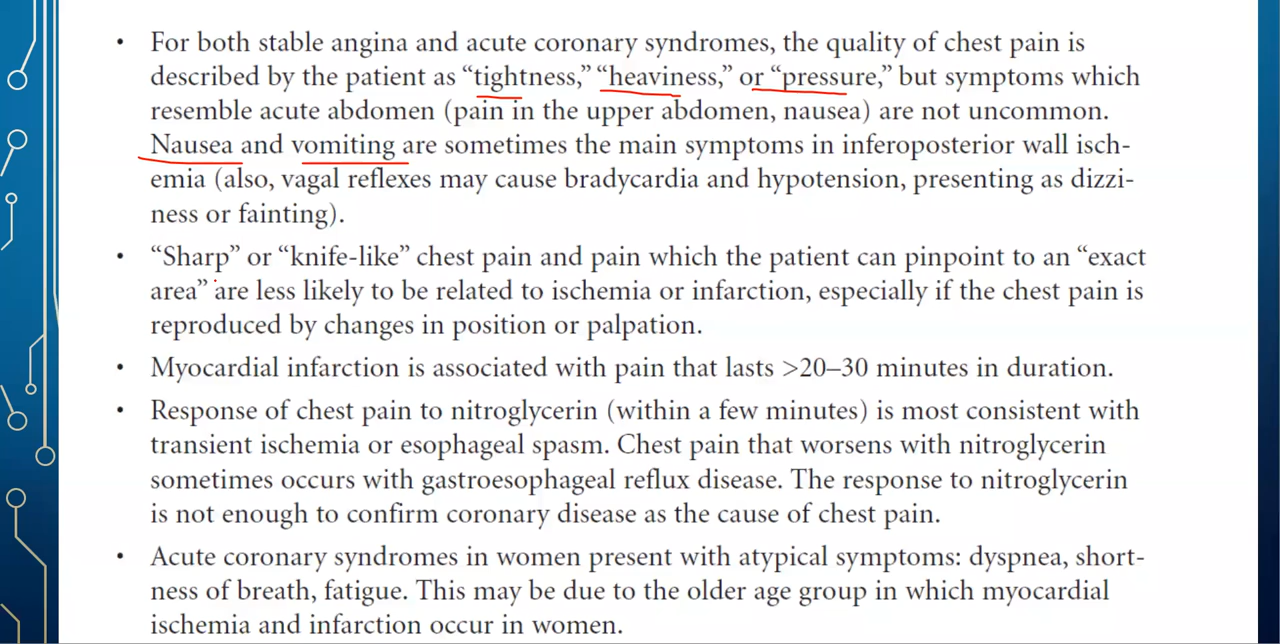 • For both stable angina and acute coronary syndromes, the quality of chest pain is
described by the patient as “tightness,” “heaviness,” or “pressure,” but symptoms which
resemble acute abdomen (pain in the upper abdomen, nausea) are not uncommon.
Nausea and vomiting are sometimes the main symptoms in inferoposterior wall isch-
emia (also, vagal reflexes may cause bradycardia and hypotension, presenting as dizzi-
ness or fainting).
• “Sharp” or “knife-like” chest pain and pain which the patient can pinpoint to an “exact
area” are less likely to be related to ischemia or infarction, especially if the chest pain is
reproduced by changes in position or palpation.
• Myocardial infarction is associated with pain that lasts >20–30 minutes in duration.
• Response of chest pain to nitroglycerin (within a few minutes) is most consistent with
transient ischemia or esophageal spasm. Chest pain that worsens with nitroglycerin
sometimes occurs with gastroesophageal reflux disease. The response to nitroglycerin
is not enough to confirm coronary disease as the cause of chest pain.
• Acute coronary syndromes in women present with atypical symptoms: dyspnea, short-
ness of breath, fatigue. This may be due to the older age group in which myocardial
ischemia and infarction occur in women.